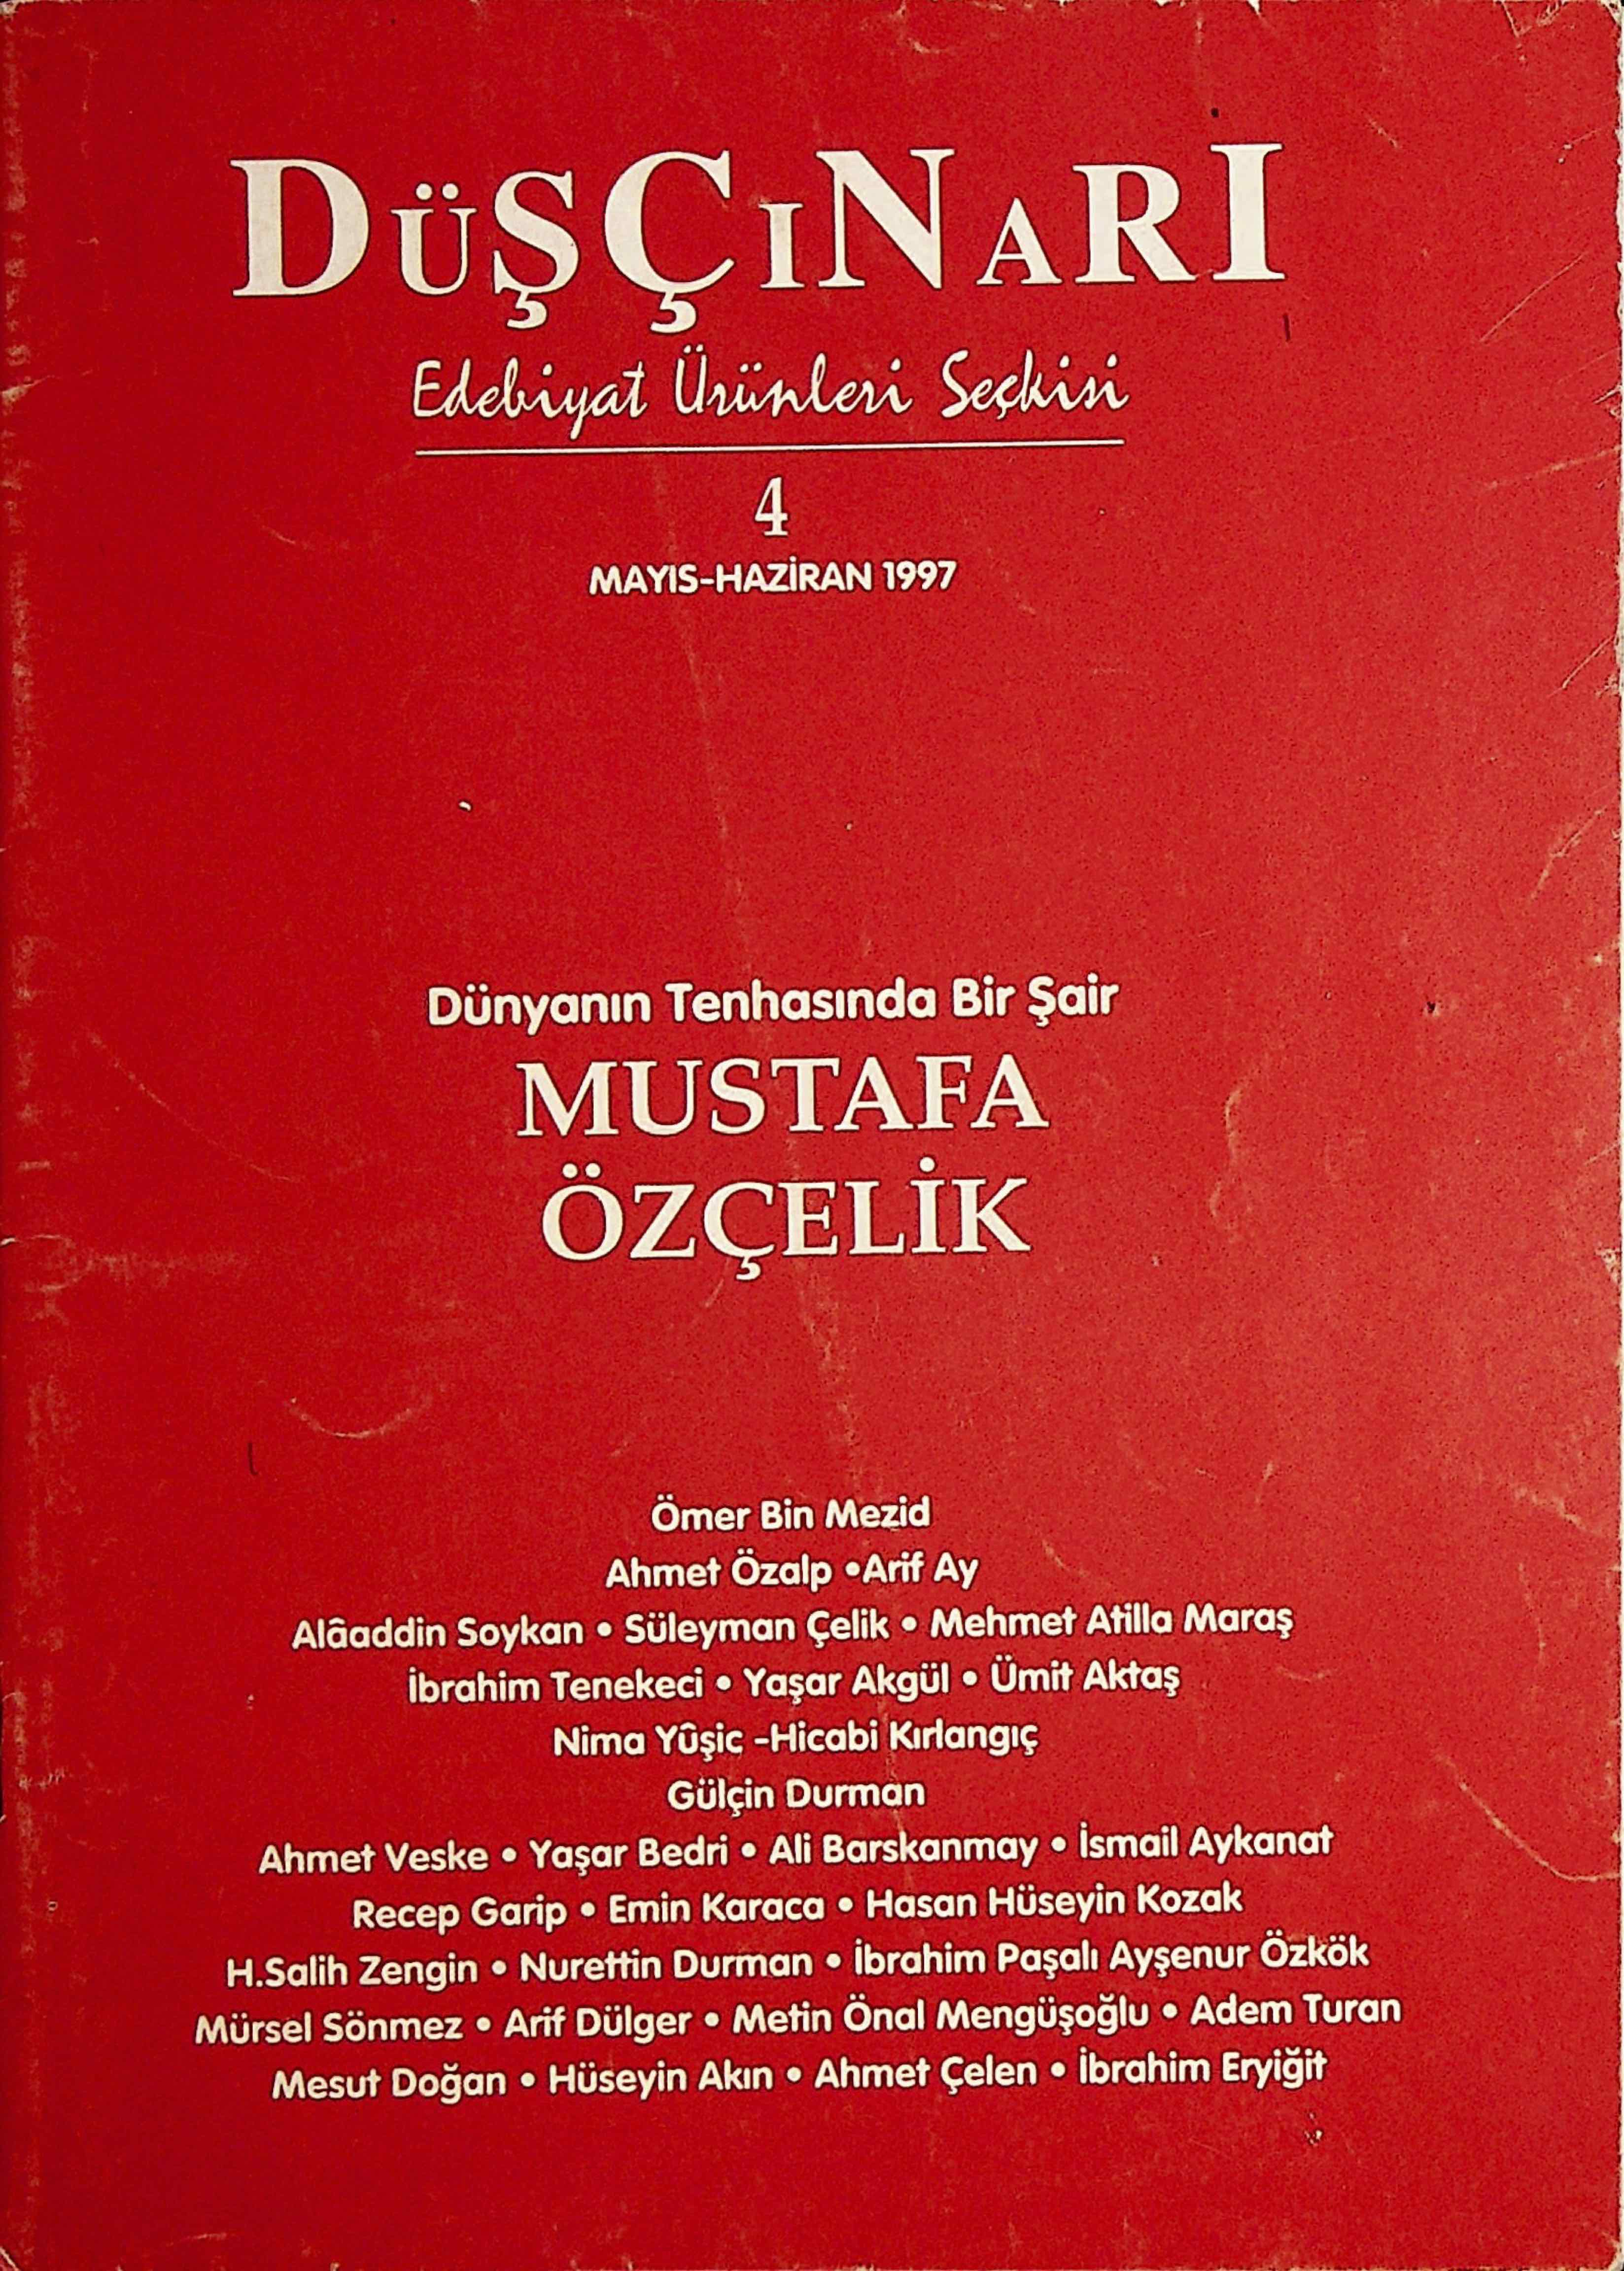 DÜŞÇINARI
Edebiyat Ürünleri Seçkisi
4
MAYIS-HAZİRAN 1997
Dünyanın Tenhasında Bir Şair
MUSTAFA
ÖZÇELİK
Ömer Bin Mezid
Ahmet Özalp •Arif Ay
Alâaddin Soykan • Süleyman Çelik • Mehmet Atilla Maraş
İbrahim Tenekeci • Yaşar Akgül • Ümit Aktaş
Nima Yûşic -Hicabi Kırlangıç
Gülçin Durman
Ahmet Veske • Yaşar Bedri • Ali Barskanmay • İsmail Aykanat
Recep Garip • Emin Karaca • Hasan Hüseyin Kozak
H.Salih Zengin • Nurettin Durman • İbrahim Paşalı Ayşenur Özkök
Mürsel Sönmez • Arif Dülger • Metin Önal Mengüşoğlu • Adem Turan
Mesut Doğan • Hüseyin Akın • Ahmet Çelen • İbrahim Eryiğit